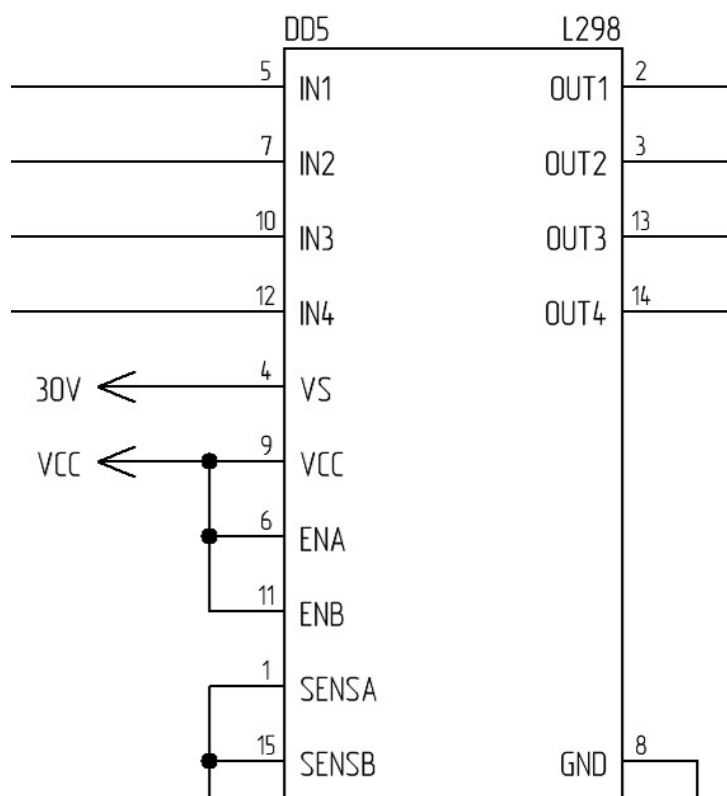 DD5 L298
5 IN1 OUT1 2
7 IN2 OUT2 3
10 IN3 OUT3 13
12 IN4 OUT4 14
30V 4 VS
VCC 9 VCC
6 ENA
11 ENB
1 SENSA
15 SENSB GND 8